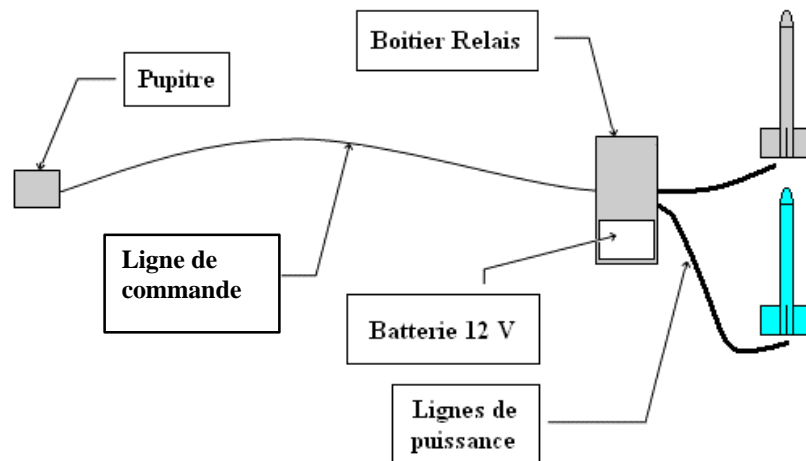 Boitier Relais
Pupitre
Ligne de
commande
Batterie 12 V
Lignes de
puissance